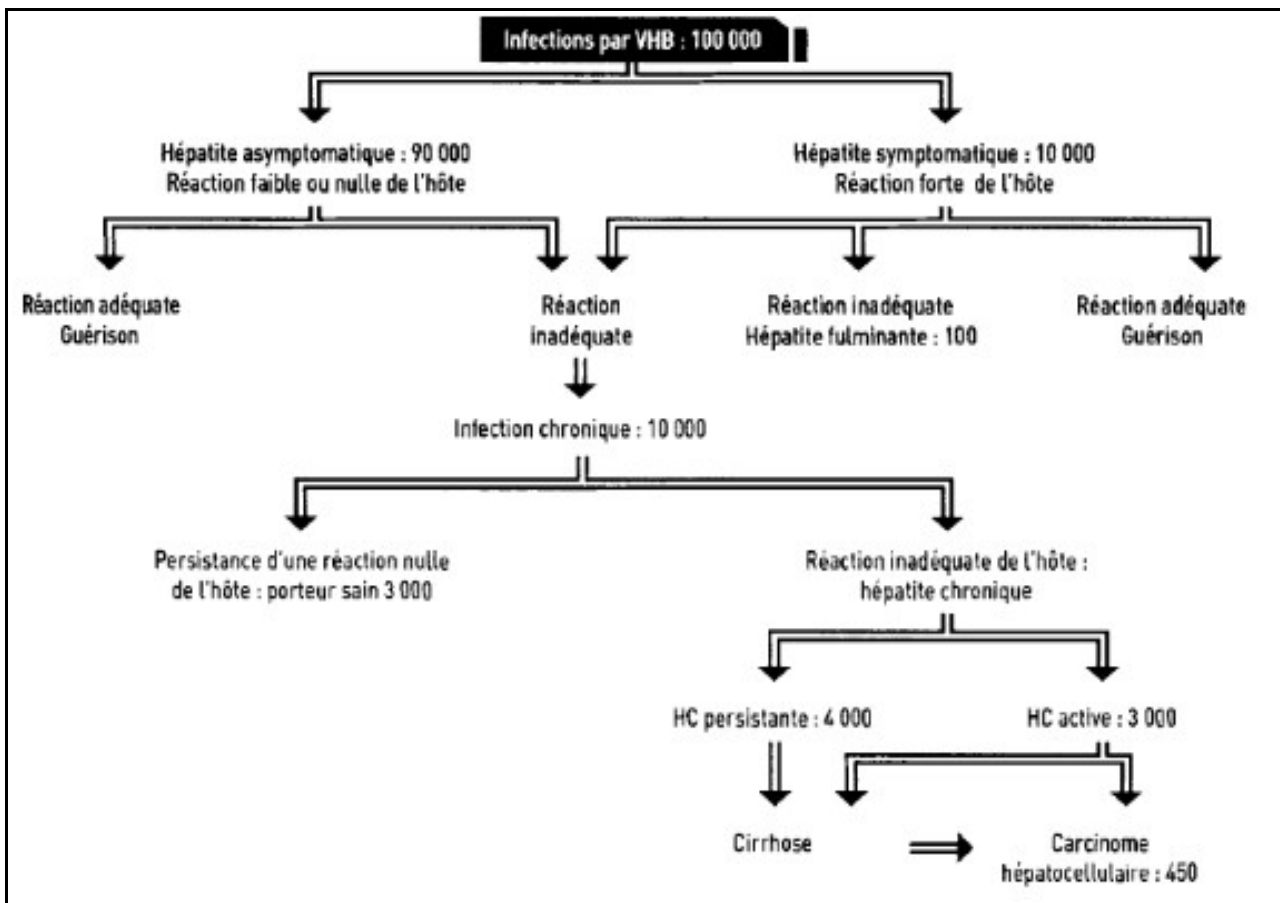 Infections par VHB : 100 000
Hépatite asymptomatique : 90 000
Réaction faible ou nulle de l'hôte
Hépatite symptomatique : 10 000
Réaction forte de l'hôte
Réaction adéquate
Guérison
Réaction
inadéquate
Réaction inadéquate
Hépatite fulminante : 100
Réaction adéquate
Guérison
Infection chronique : 10 000
Persistance d'une réaction nulle
de l'hôte : porteur sain 3 000
Réaction inadéquate de l'hôte :
hépatite chronique
HC persistante : 4 000
HC active : 3 000
Cirrhose
Carcinome
hépatocellulaire : 450